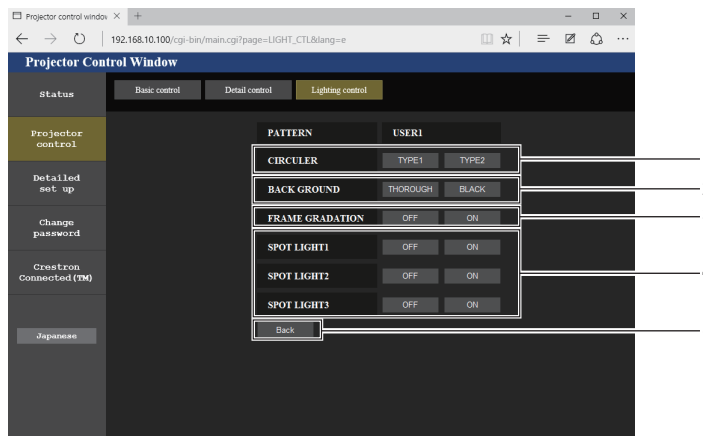 Projector control window
192.168.10.100/cgi-bin/main.cgi?page=LIGHT_CTL&lang=e
Projector Control Window
Status
Basic control
Detail control
Lighting control
Projector
control
Detailed
set up
Change
password
Crestron
Connected(TM)
Japanese
PATTERN USER1
CIRCULER TYPE1 TYPE2
BACK GROUND THOROUGH BLACK
FRAME GRADATION OFF ON
SPOT LIGHT1 OFF ON
SPOT LIGHT2 OFF ON
SPOT LIGHT3 OFF ON
Back